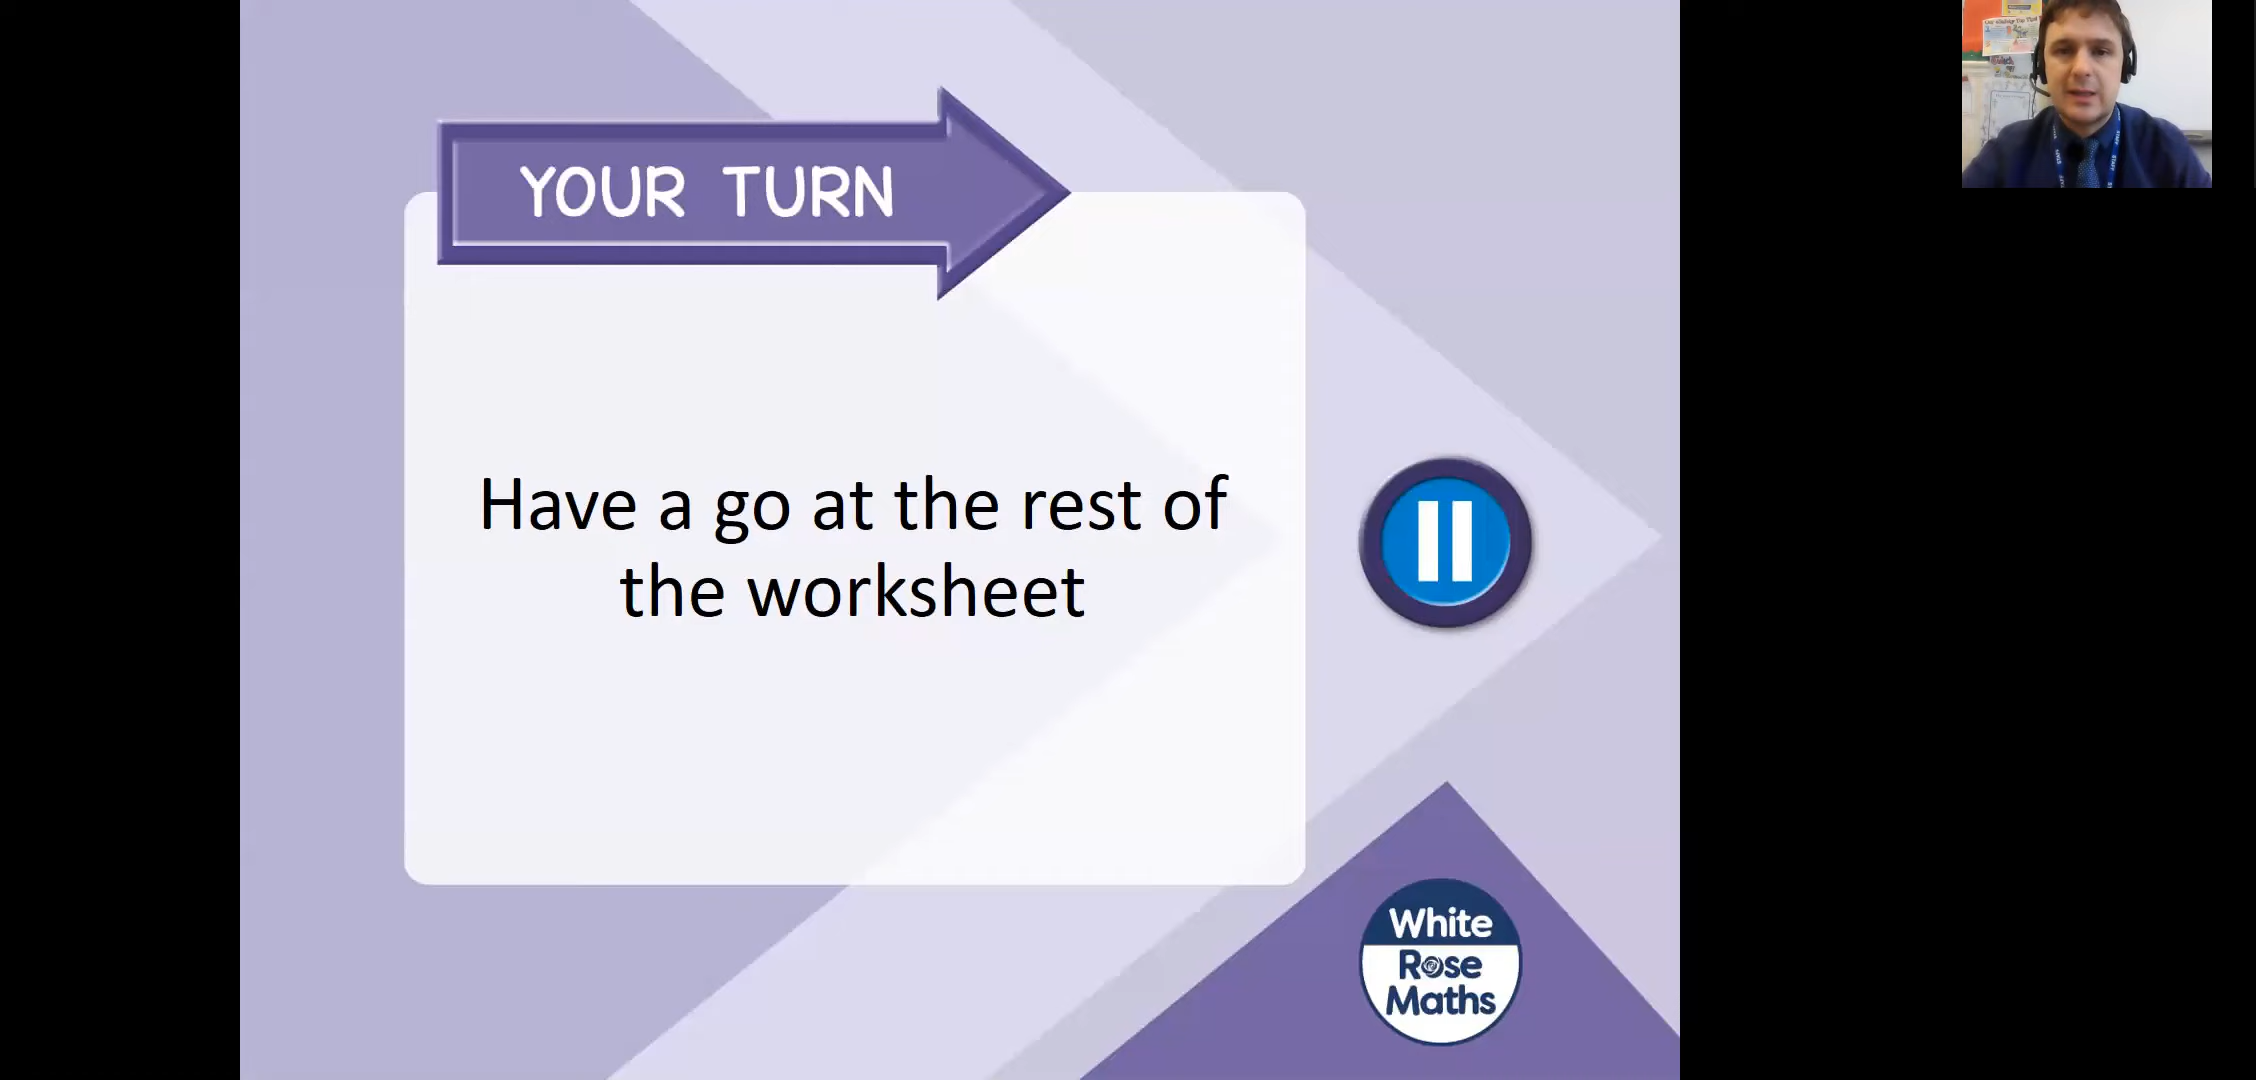 YOUR TURN
Have a go at the rest of
the worksheet
White
Rose
Maths